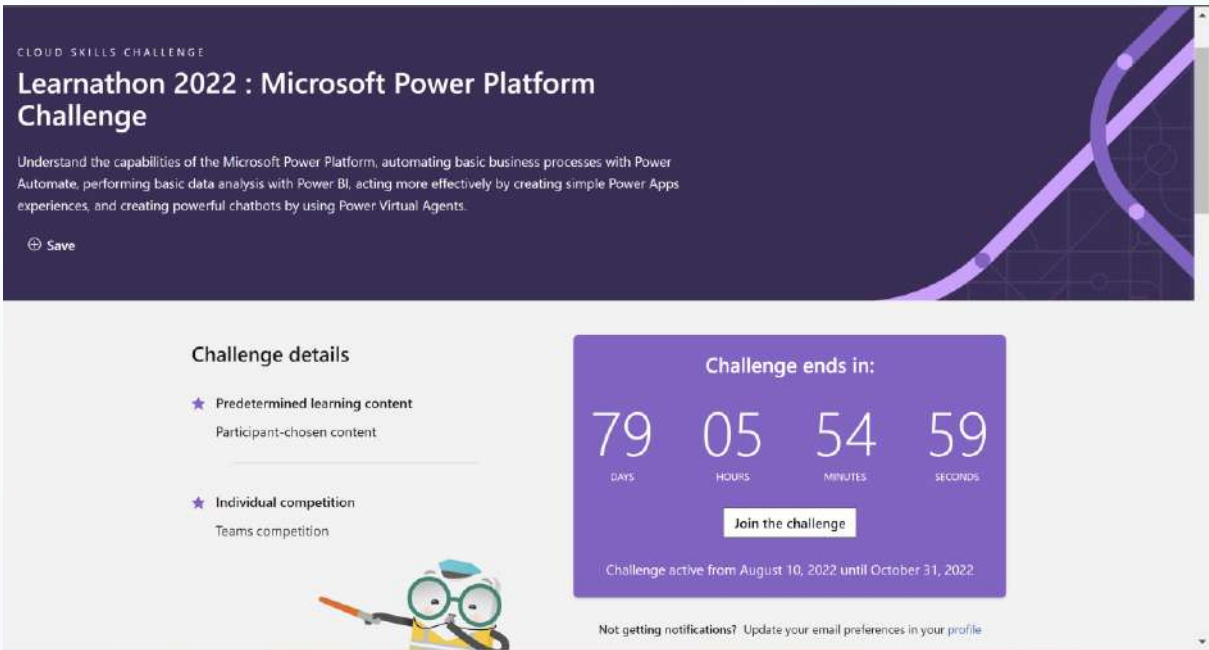 CLOUD SKILLS CHALLENGE
Learnathon 2022 : Microsoft Power Platform
Challenge
Understand the capabilities of the Microsoft Power Platform, automating basic business processes with Power
Automate, performing basic data analysis with Power BI, acting more effectively by creating simple Power Apps
experiences, and creating powerful chatbots by using Power Virtual Agents.
Save
Challenge details
Predetermined learning content
Participant-chosen content
Individual competition
Teams competition
Challenge ends in:
79 05 54 59
DAYS HOURS MINUTES SECONDS
Join the challenge
Challenge active from August 10, 2022 until October 31, 2022
Not getting notifications? Update your email preferences in your profile